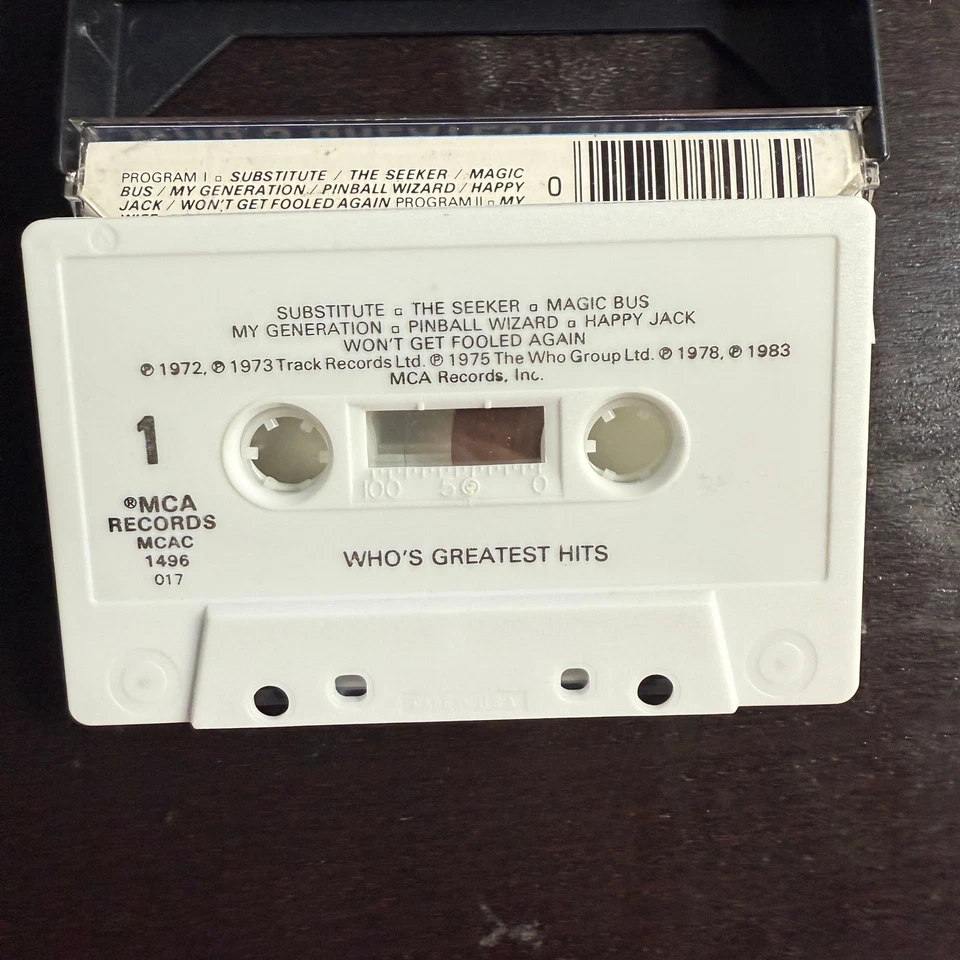 PROGRAM I ▫ SUBSTITUTE / THE SEEKER / MAGIC
BUS / MY GENERATION / PINBALL WIZARD / HAPPY
JACK / WON'T GET FOOLED AGAIN PROGRAM II ▫ MY
0
SUBSTITUTE ▫ THE SEEKER ▫ MAGIC BUS
MY GENERATION ▫ PINBALL WIZARD ▫ HAPPY JACK
WON'T GET FOOLED AGAIN
℗ 1972, ℗ 1973 Track Records Ltd. ℗ 1975 The Who Group Ltd. ℗ 1978, ℗ 1983
MCA Records, Inc.
1
100 50 0
®MCA
RECORDS
MCAC
1496
017
WHO'S GREATEST HITS
MADE IN U.S.A.